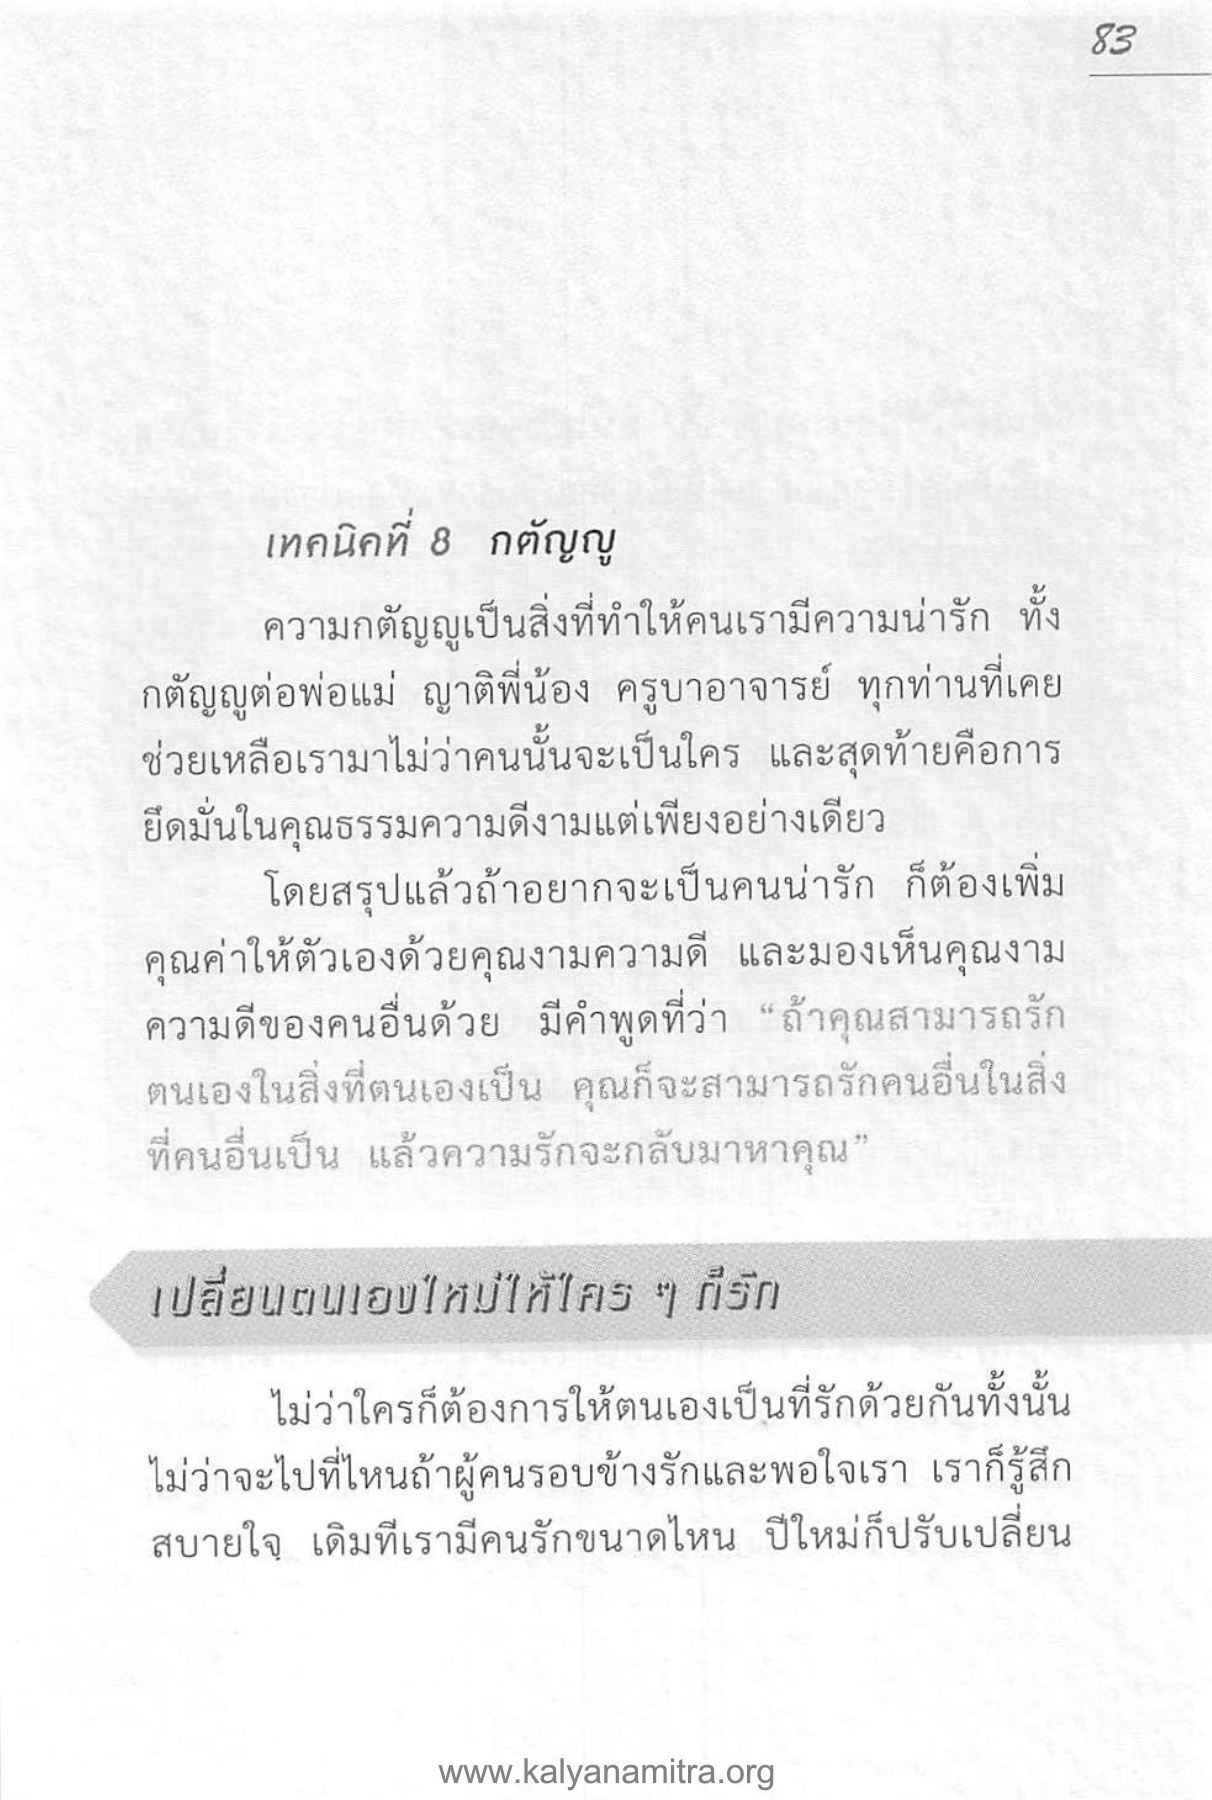 83
เทคนิคที่ 8 กตัญญู
ความกตัญญูเป็นสิ่งที่ทำให้คนเรามีความน่ารัก ทั้ง
กตัญญูต่อพ่อแม่ ญาติพี่น้อง ครูบาอาจารย์ ทุกท่านที่เคย
ช่วยเหลือเรามาไม่ว่าคนนั้นจะเป็นใคร และสุดท้ายคือการ
ยึดมั่นในคุณธรรมความดีงามแต่เพียงอย่างเดียว
โดยสรุปแล้วถ้าอยากจะเป็นคนน่ารัก ก็ต้องเพิ่ม
คุณค่าให้ตัวเองด้วยคุณงามความดี และมองเห็นคุณงาม
ความดีของคนอื่นด้วย มีคำพูดที่ว่า “ถ้าคุณสามารถรัก
ตนเองในสิ่งที่ตนเองเป็น คุณก็จะสามารถรักคนอื่นในสิ่ง
ที่คนอื่นเป็น แล้วความรักจะกลับมาหาคุณ”
เปลี่ยนตนเองใหม่ให้ใคร ๆ ก็รัก
ไม่ว่าใครก็ต้องการให้ตนเองเป็นที่รักด้วยกันทั้งนั้น
ไม่ว่าจะไปที่ไหนถ้าผู้คนรอบข้างรักและพอใจเรา เราก็รู้สึก
สบายใจ เดิมทีเรามีคนรักขนาดไหน ปีใหม่ก็ปรับเปลี่ยน
www.kalyanamitra.org